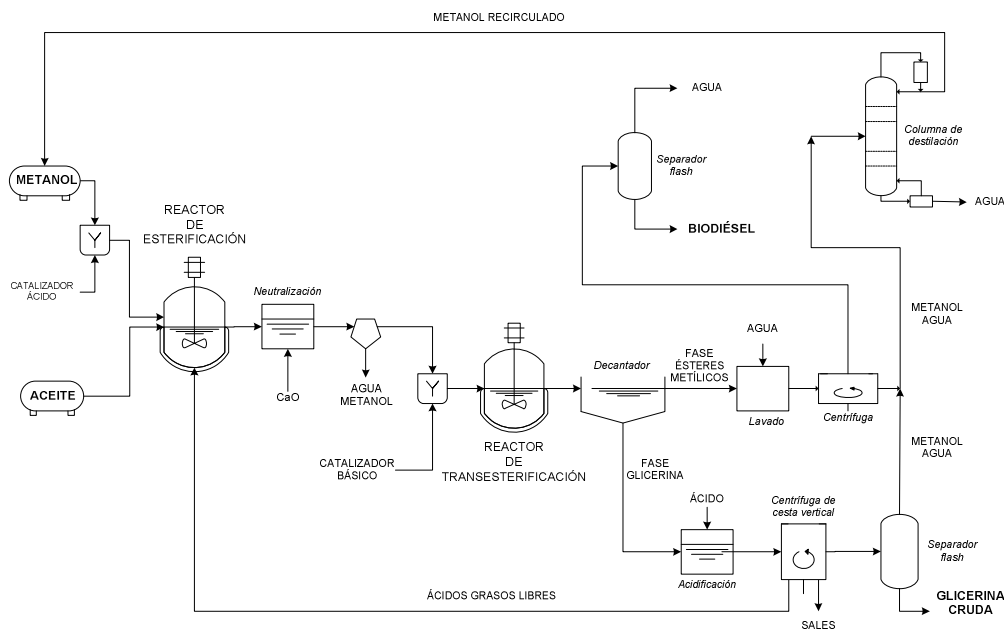 METANOL RECIRCULADO
AGUA
Columna de
destilación
Separador
flash
METANOL
AGUA
REACTOR
DE
ESTERIFICACIÓN
BIODIÉSEL
CATALIZADOR
ÁCIDO
Neutralización
METANOL
AGUA
AGUA
Decantador
FASE
ÉSTERES
METÍLICOS
ACEITE
CaO
AGUA
METANOL
Lavado
Centrífuga
REACTOR
DE
TRANSESTERIFICACIÓN
METANOL
AGUA
CATALIZADOR
BÁSICO
FASE
GLICERINA
ÁCIDO
Centrífuga de
cesta vertical
Separador
flash
Acidificación
ÁCIDOS GRASOS LIBRES
GLICERINA
CRUDA
SALES